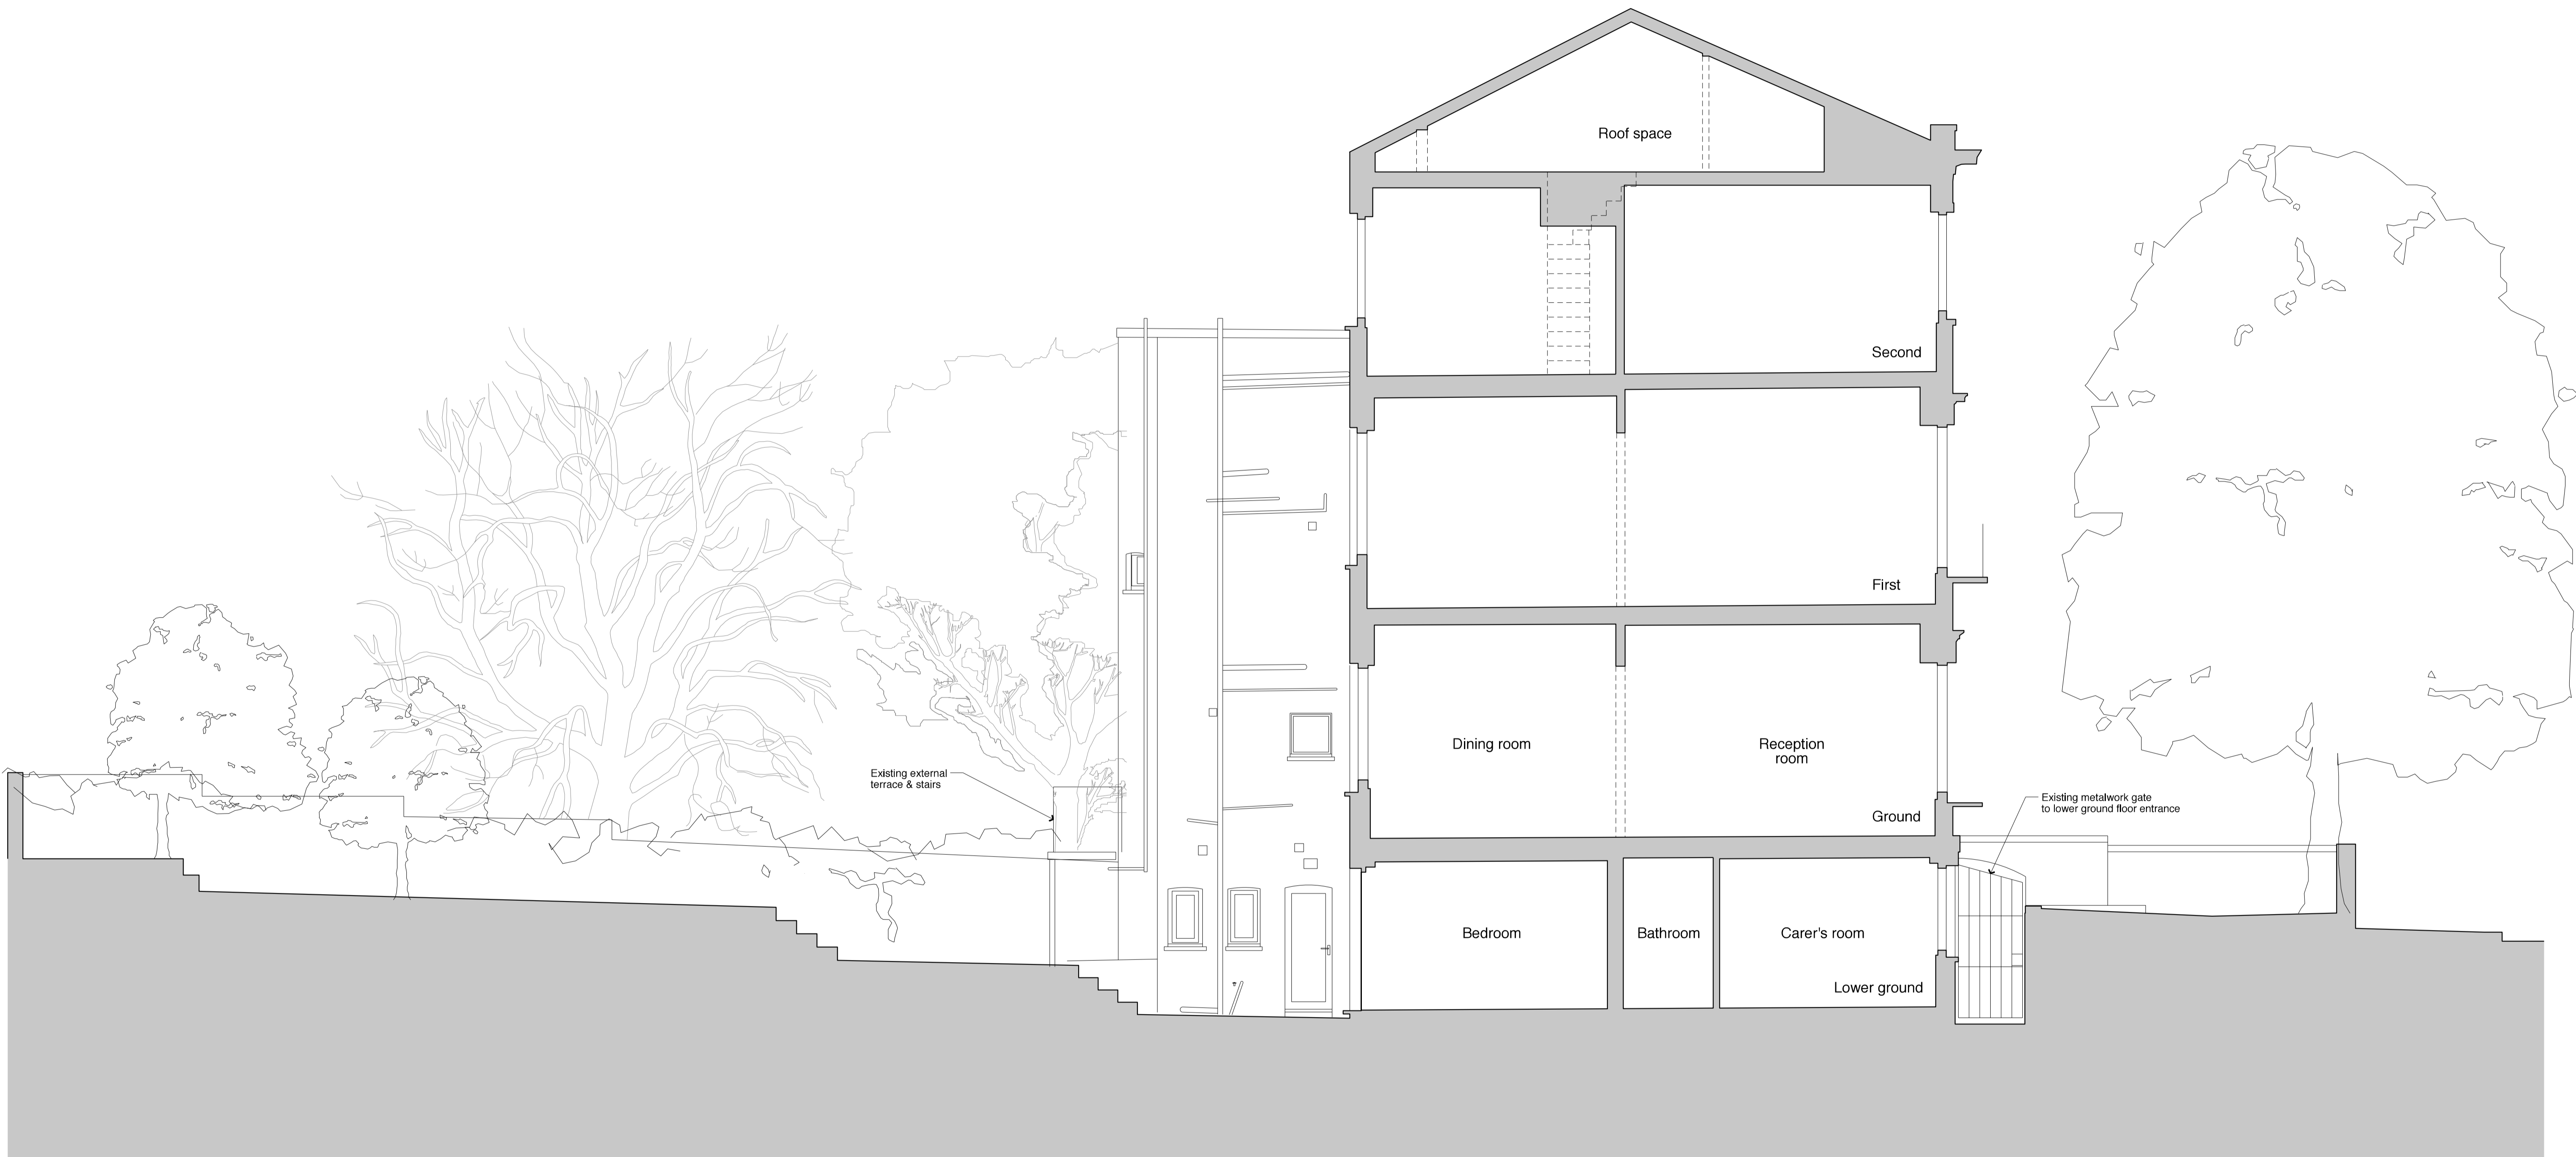 Roof space
Second
First
Dining room
Reception
room
Existing external
terrace & stairs
Existing metalwork gate
to lower ground floor entrance
Ground
Bedroom
Bathroom
Carer's room
Lower ground